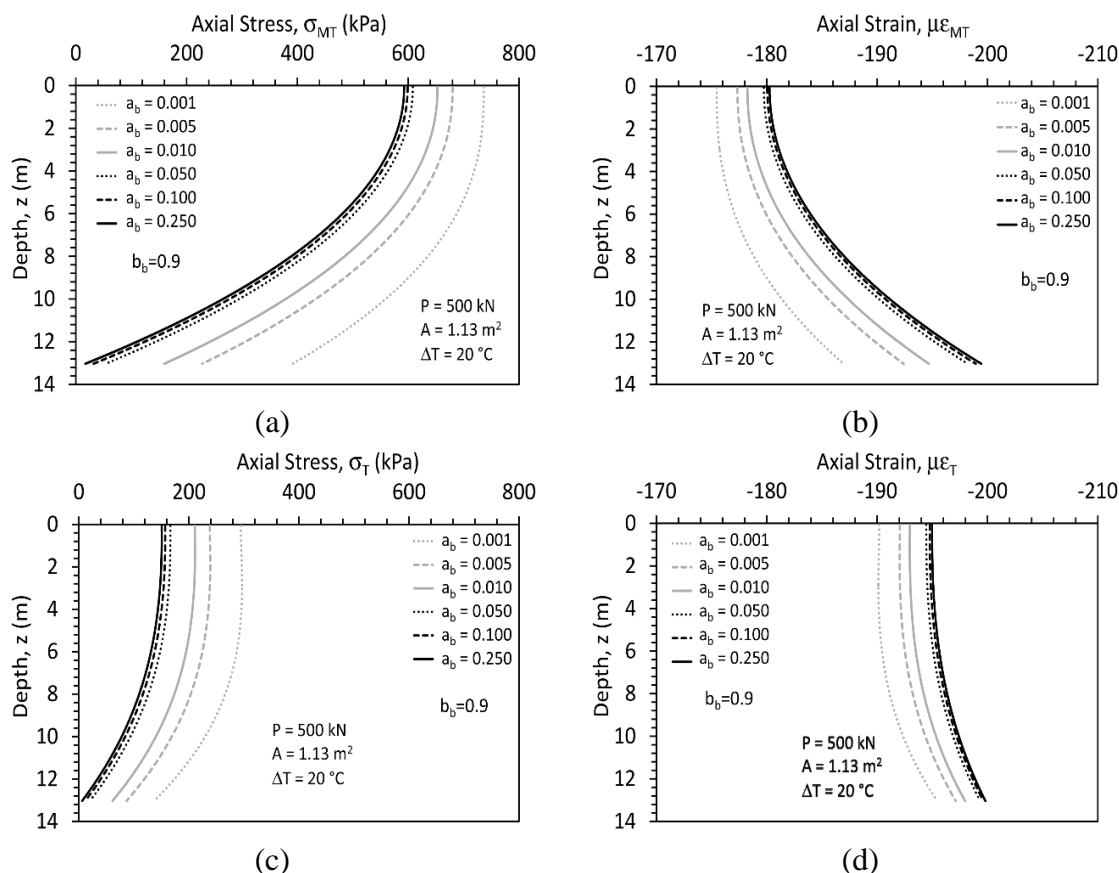 Axial Stress, σMT (kPa)
0 200 400 600 800
0
2
4
6
8
10
12
14
Depth, z (m)
ab = 0.001
ab = 0.005
ab = 0.010
ab = 0.050
ab = 0.100
ab = 0.250
bb=0.9
P = 500 kN
A = 1.13 m²
ΔT = 20 °C
(a)
Axial Strain, μεMT
-170 -180 -190 -200 -210
0
2
4
6
8
10
12
14
Depth, z (m)
ab = 0.001
ab = 0.005
ab = 0.010
ab = 0.050
ab = 0.100
ab = 0.250
bb=0.9
P = 500 kN
A = 1.13 m²
ΔT = 20 °C
(b)
Axial Stress, σT (kPa)
0 200 400 600 800
0
2
4
6
8
10
12
14
Depth, z (m)
ab = 0.001
ab = 0.005
ab = 0.010
ab = 0.050
ab = 0.100
ab = 0.250
bb=0.9
P = 500 kN
A = 1.13 m²
ΔT = 20 °C
(c)
Axial Strain, μεT
-170 -180 -190 -200 -210
0
2
4
6
8
10
12
14
Depth, z (m)
ab = 0.001
ab = 0.005
ab = 0.010
ab = 0.050
ab = 0.100
ab = 0.250
bb=0.9
P = 500 kN
A = 1.13 m²
ΔT = 20 °C
(d)